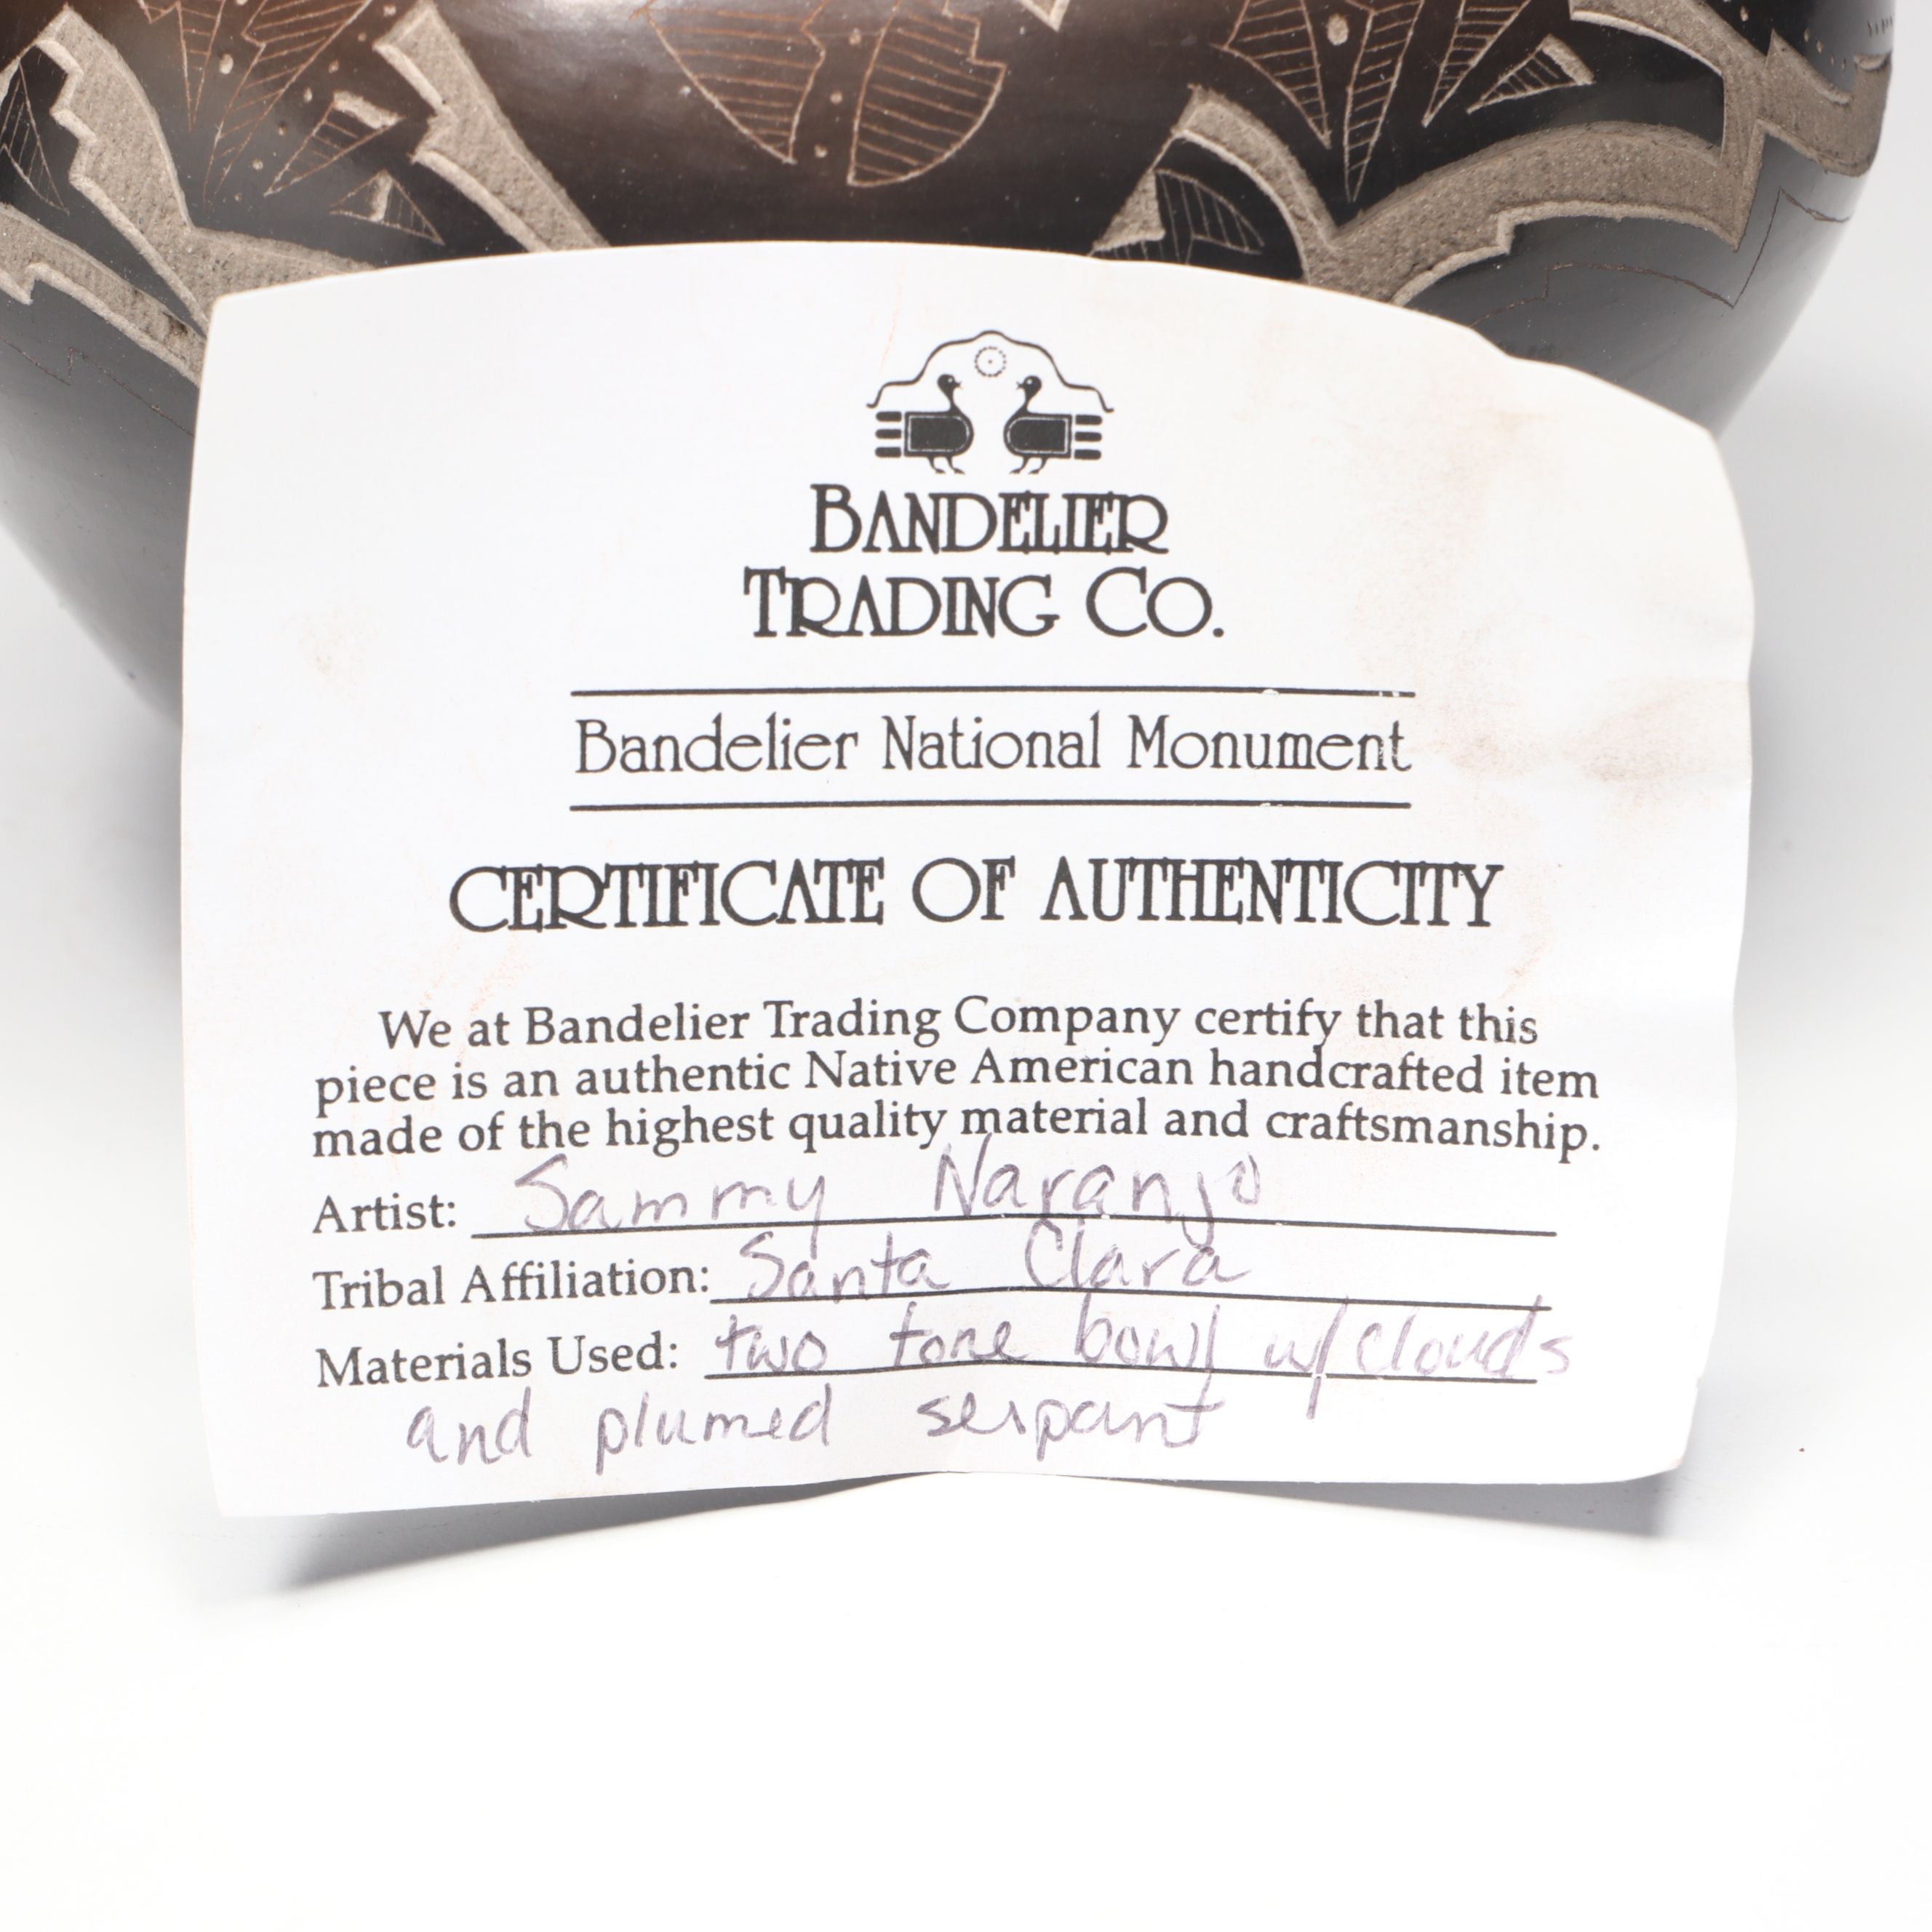 BANDELIER
TRADING CO.
Bandelier National Monument
CERTIFICATE OF AUTHENTICITY
We at Bandelier Trading Company certify that this
piece is an authentic Native American handcrafted item
made of the highest quality material and craftsmanship.
Artist: Sammy Naranjo
Tribal Affiliation: Santa Clara
Materials Used: two tone bowl w/ clouds
and plumed serpant